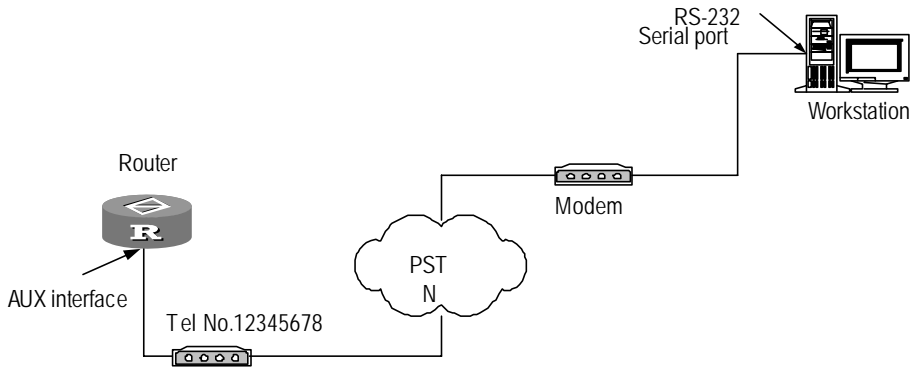 RS-232
Serial port
Workstation
Router
Modem
R
PST
N
AUX interface
Tel No.12345678